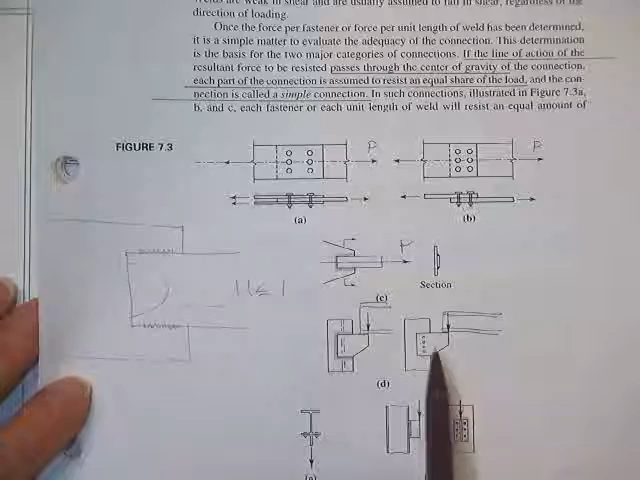 Welds are weak in shear and are usually assumed to fail in shear, regardless of the
direction of loading.
Once the force per fastener or force per unit length of weld has been determined,
it is a simple matter to evaluate the adequacy of the connection. This determination
is the basis for the two major categories of connections. If the line of action of the
resultant force to be resisted passes through the center of gravity of the connection,
each part of the connection is assumed to resist an equal share of the load, and the con-
nection is called a simple connection. In such connections, illustrated in Figure 7.3a,
b, and c, each fastener or each unit length of weld will resist an equal amount of
FIGURE 7.3
P
P
(a)
(b)
P
Section
(c)
(d)